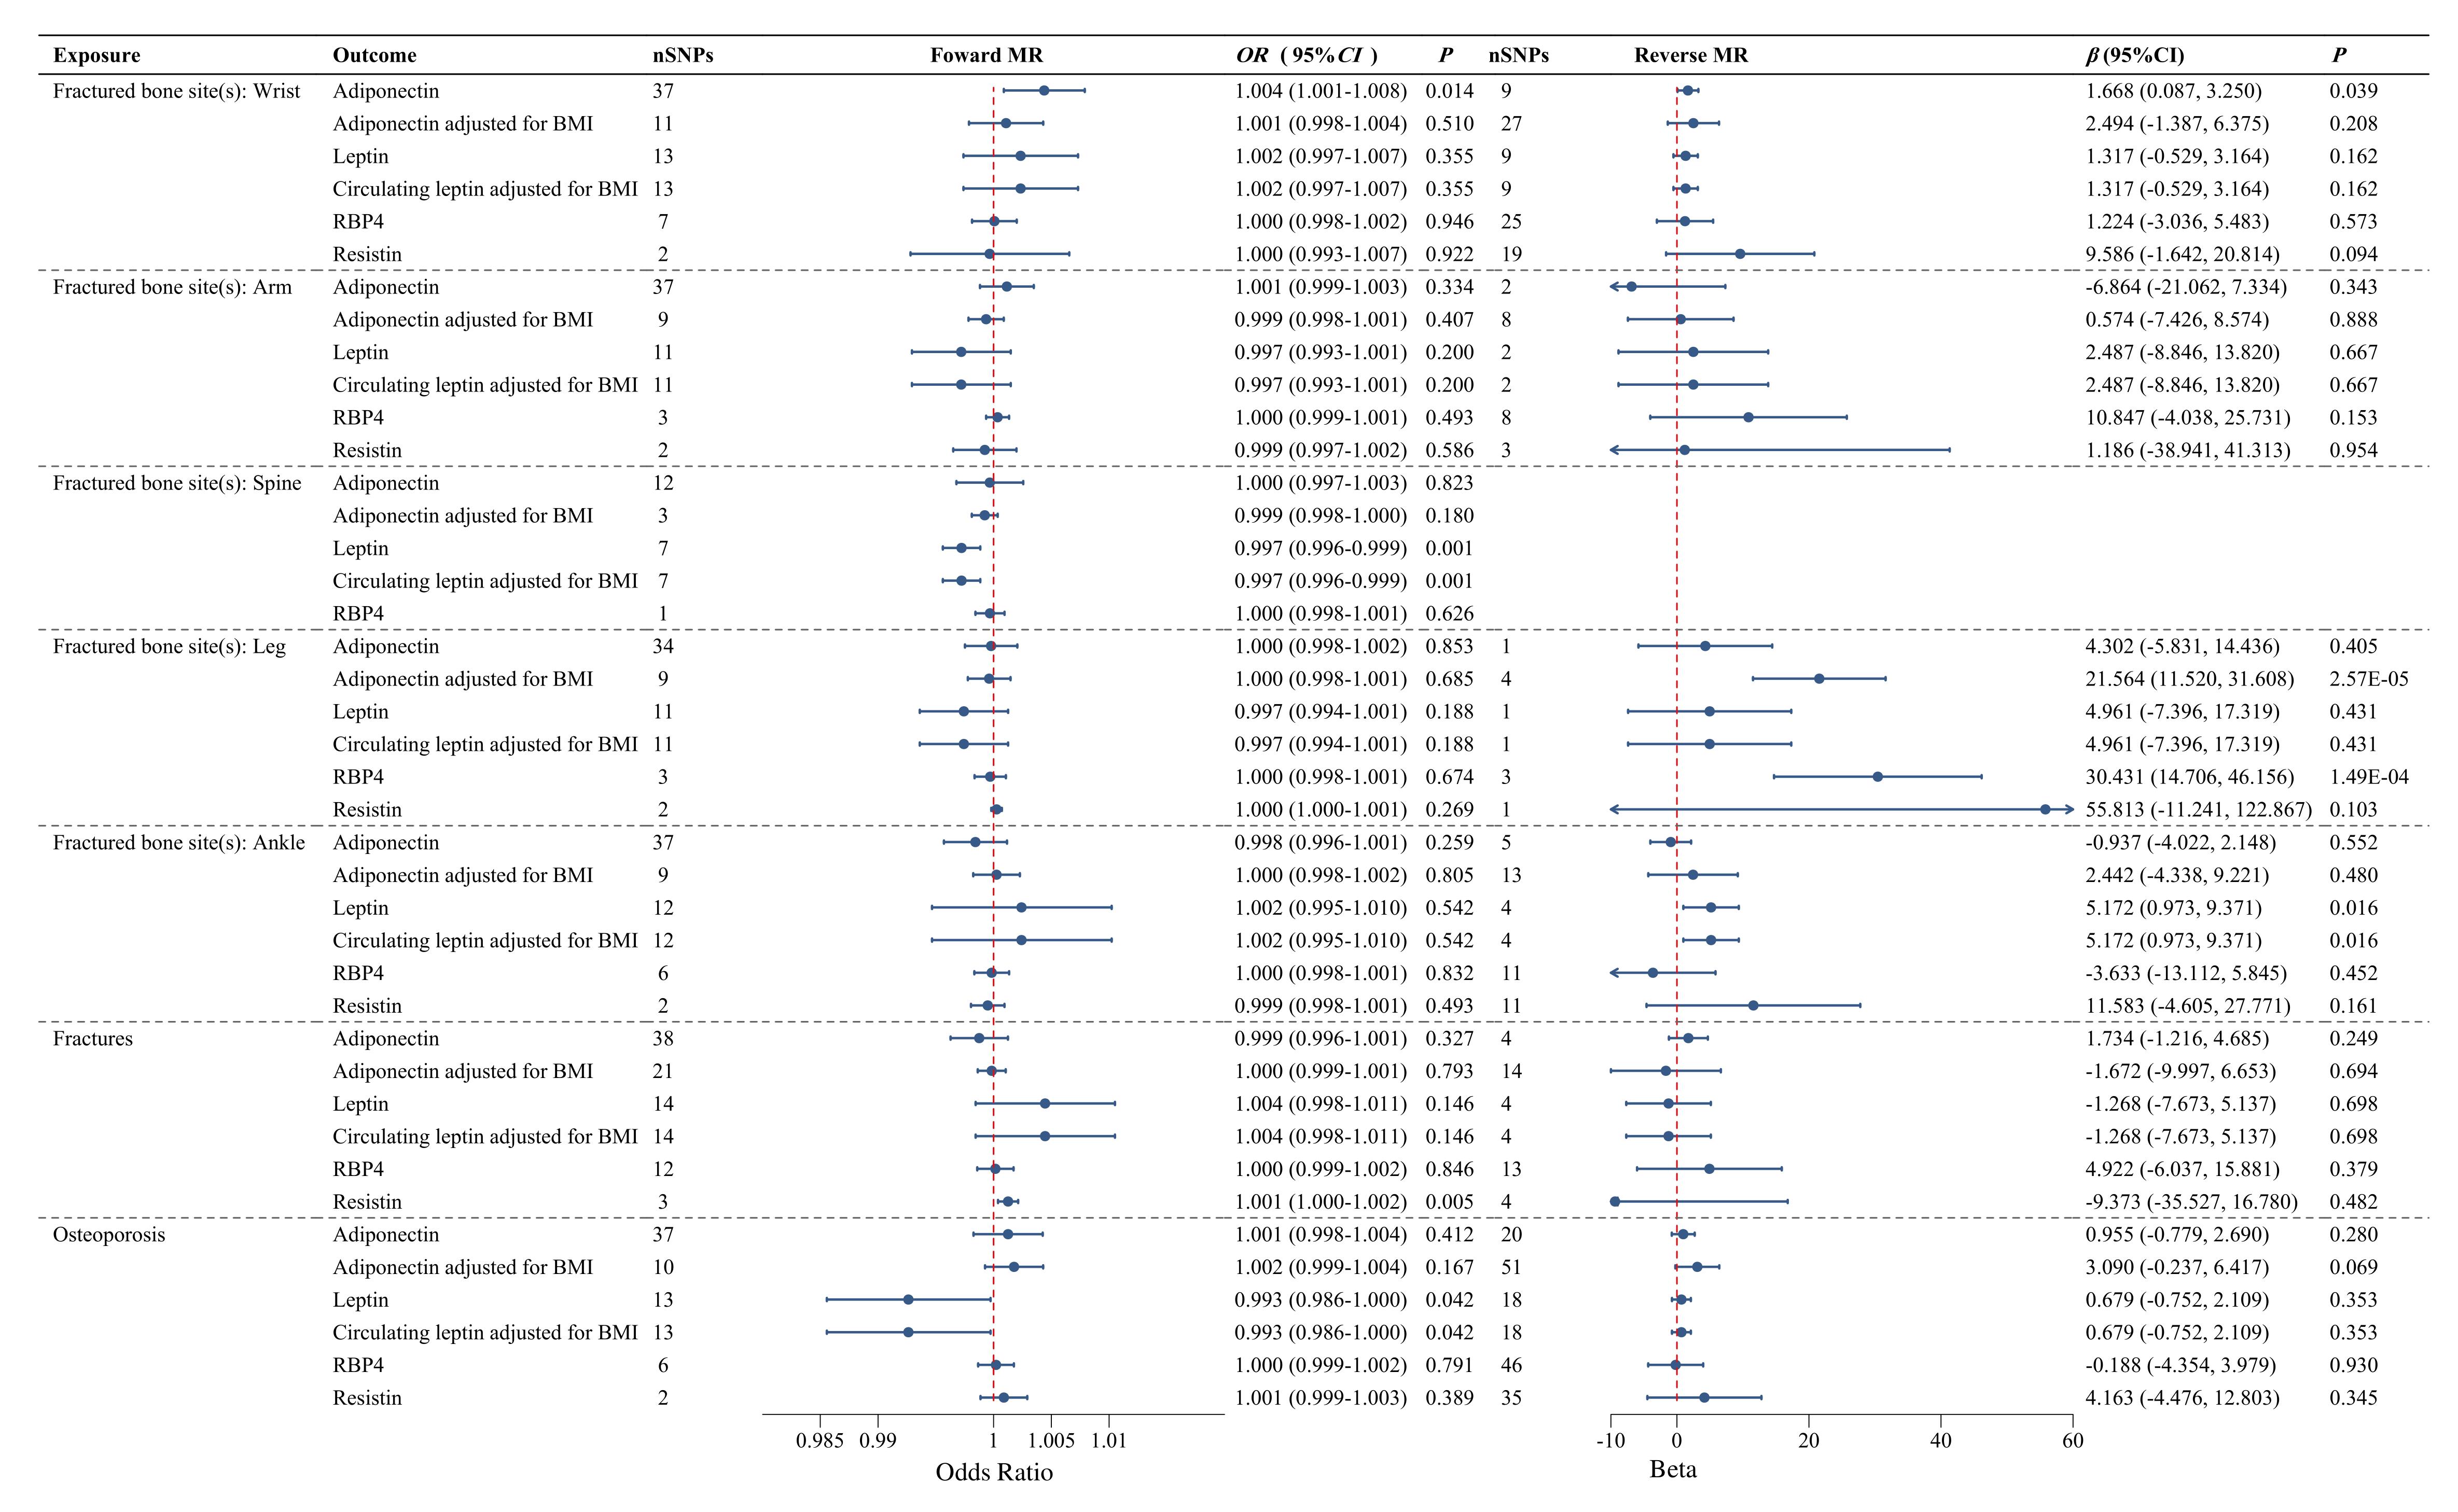 Exposure Outcome nSNPs Foward MR OR ( 95%CI ) P nSNPs Reverse MR β (95%CI) P
Fractured bone site(s): Wrist Adiponectin 37 1.004 (1.001-1.008) 0.014 9 1.668 (0.087, 3.250) 0.039
Adiponectin adjusted for BMI 11 1.001 (0.998-1.004) 0.510 27 2.494 (-1.387, 6.375) 0.208
Leptin 13 1.002 (0.997-1.007) 0.355 9 1.317 (-0.529, 3.164) 0.162
Circulating leptin adjusted for BMI 13 1.002 (0.997-1.007) 0.355 9 1.317 (-0.529, 3.164) 0.162
RBP4 7 1.000 (0.998-1.002) 0.946 25 1.224 (-3.036, 5.483) 0.573
Resistin 2 1.000 (0.993-1.007) 0.922 19 9.586 (-1.642, 20.814) 0.094
Fractured bone site(s): Arm Adiponectin 37 1.001 (0.999-1.003) 0.334 2 -6.864 (-21.062, 7.334) 0.343
Adiponectin adjusted for BMI 9 0.999 (0.998-1.001) 0.407 8 0.574 (-7.426, 8.574) 0.888
Leptin 11 0.997 (0.993-1.001) 0.200 2 2.487 (-8.846, 13.820) 0.667
Circulating leptin adjusted for BMI 11 0.997 (0.993-1.001) 0.200 2 2.487 (-8.846, 13.820) 0.667
RBP4 3 1.000 (0.999-1.001) 0.493 8 10.847 (-4.038, 25.731) 0.153
Resistin 2 0.999 (0.997-1.002) 0.586 3 1.186 (-38.941, 41.313) 0.954
Fractured bone site(s): Spine Adiponectin 12 1.000 (0.997-1.003) 0.823
Adiponectin adjusted for BMI 3 0.999 (0.998-1.000) 0.180
Leptin 7 0.997 (0.996-0.999) 0.001
Circulating leptin adjusted for BMI 7 0.997 (0.996-0.999) 0.001
RBP4 1 1.000 (0.998-1.001) 0.626
Fractured bone site(s): Leg Adiponectin 34 1.000 (0.998-1.002) 0.853 1 4.302 (-5.831, 14.436) 0.405
Adiponectin adjusted for BMI 9 1.000 (0.998-1.001) 0.685 4 21.564 (11.520, 31.608) 2.57E-05
Leptin 11 0.997 (0.994-1.001) 0.188 1 4.961 (-7.396, 17.319) 0.431
Circulating leptin adjusted for BMI 11 0.997 (0.994-1.001) 0.188 1 4.961 (-7.396, 17.319) 0.431
RBP4 3 1.000 (0.998-1.001) 0.674 3 30.431 (14.706, 46.156) 1.49E-04
Resistin 2 1.000 (1.000-1.001) 0.269 1 55.813 (-11.241, 122.867) 0.103
Fractured bone site(s): Ankle Adiponectin 37 0.998 (0.996-1.001) 0.259 5 -0.937 (-4.022, 2.148) 0.552
Adiponectin adjusted for BMI 9 1.000 (0.998-1.002) 0.805 13 2.442 (-4.338, 9.221) 0.480
Leptin 12 1.002 (0.995-1.010) 0.542 4 5.172 (0.973, 9.371) 0.016
Circulating leptin adjusted for BMI 12 1.002 (0.995-1.010) 0.542 4 5.172 (0.973, 9.371) 0.016
RBP4 6 1.000 (0.998-1.001) 0.832 11 -3.633 (-13.112, 5.845) 0.452
Resistin 2 0.999 (0.998-1.001) 0.493 11 11.583 (-4.605, 27.771) 0.161
Fractures Adiponectin 38 0.999 (0.996-1.001) 0.327 4 1.734 (-1.216, 4.685) 0.249
Adiponectin adjusted for BMI 21 1.000 (0.999-1.001) 0.793 14 -1.672 (-9.997, 6.653) 0.694
Leptin 14 1.004 (0.998-1.011) 0.146 4 -1.268 (-7.673, 5.137) 0.698
Circulating leptin adjusted for BMI 14 1.004 (0.998-1.011) 0.146 4 -1.268 (-7.673, 5.137) 0.698
RBP4 12 1.000 (0.999-1.002) 0.846 13 4.922 (-6.037, 15.881) 0.379
Resistin 3 1.001 (1.000-1.002) 0.005 4 -9.373 (-35.527, 16.780) 0.482
Osteoporosis Adiponectin 37 1.001 (0.998-1.004) 0.412 20 0.955 (-0.779, 2.690) 0.280
Adiponectin adjusted for BMI 10 1.002 (0.999-1.004) 0.167 51 3.090 (-0.237, 6.417) 0.069
Leptin 13 0.993 (0.986-1.000) 0.042 18 0.679 (-0.752, 2.109) 0.353
Circulating leptin adjusted for BMI 13 0.993 (0.986-1.000) 0.042 18 0.679 (-0.752, 2.109) 0.353
RBP4 6 1.000 (0.999-1.002) 0.791 46 -0.188 (-4.354, 3.979) 0.930
Resistin 2 1.001 (0.999-1.003) 0.389 35 4.163 (-4.476, 12.803) 0.345
0.985 0.99 1 1.005 1.01 -10 0 20 40 60
Odds Ratio Beta